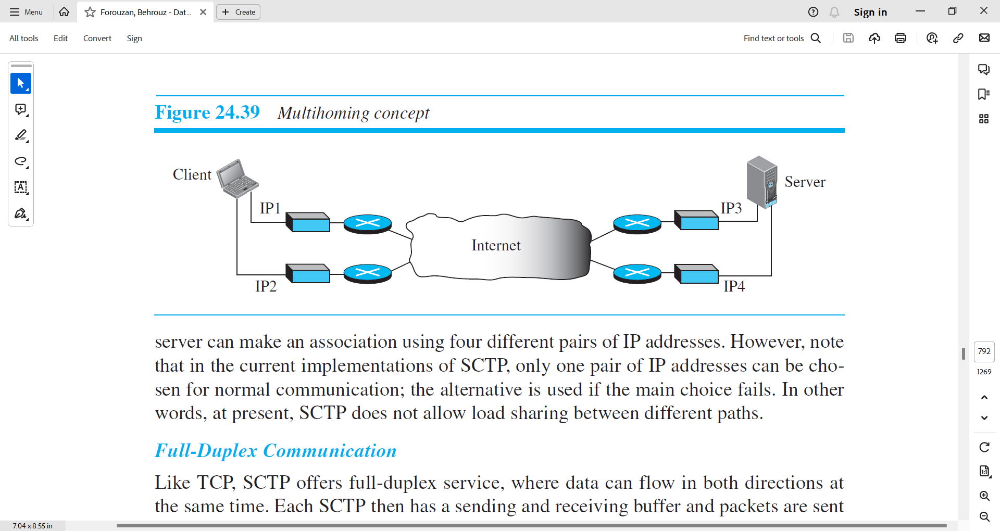 Menu
Forouzan, Behrouz - Dat...
Create
Sign in
All tools
Edit
Convert
Sign
Find text or tools
Figure 24.39 Multihoming concept
Client
Server
IP1
IP3
Internet
IP2
IP4
server can make an association using four different pairs of IP addresses. However, note
that in the current implementations of SCTP, only one pair of IP addresses can be cho-
sen for normal communication; the alternative is used if the main choice fails. In other
words, at present, SCTP does not allow load sharing between different paths.
Full-Duplex Communication
Like TCP, SCTP offers full-duplex service, where data can flow in both directions at
the same time. Each SCTP then has a sending and receiving buffer and packets are sent
792
1269
7.04 x 8.55 in